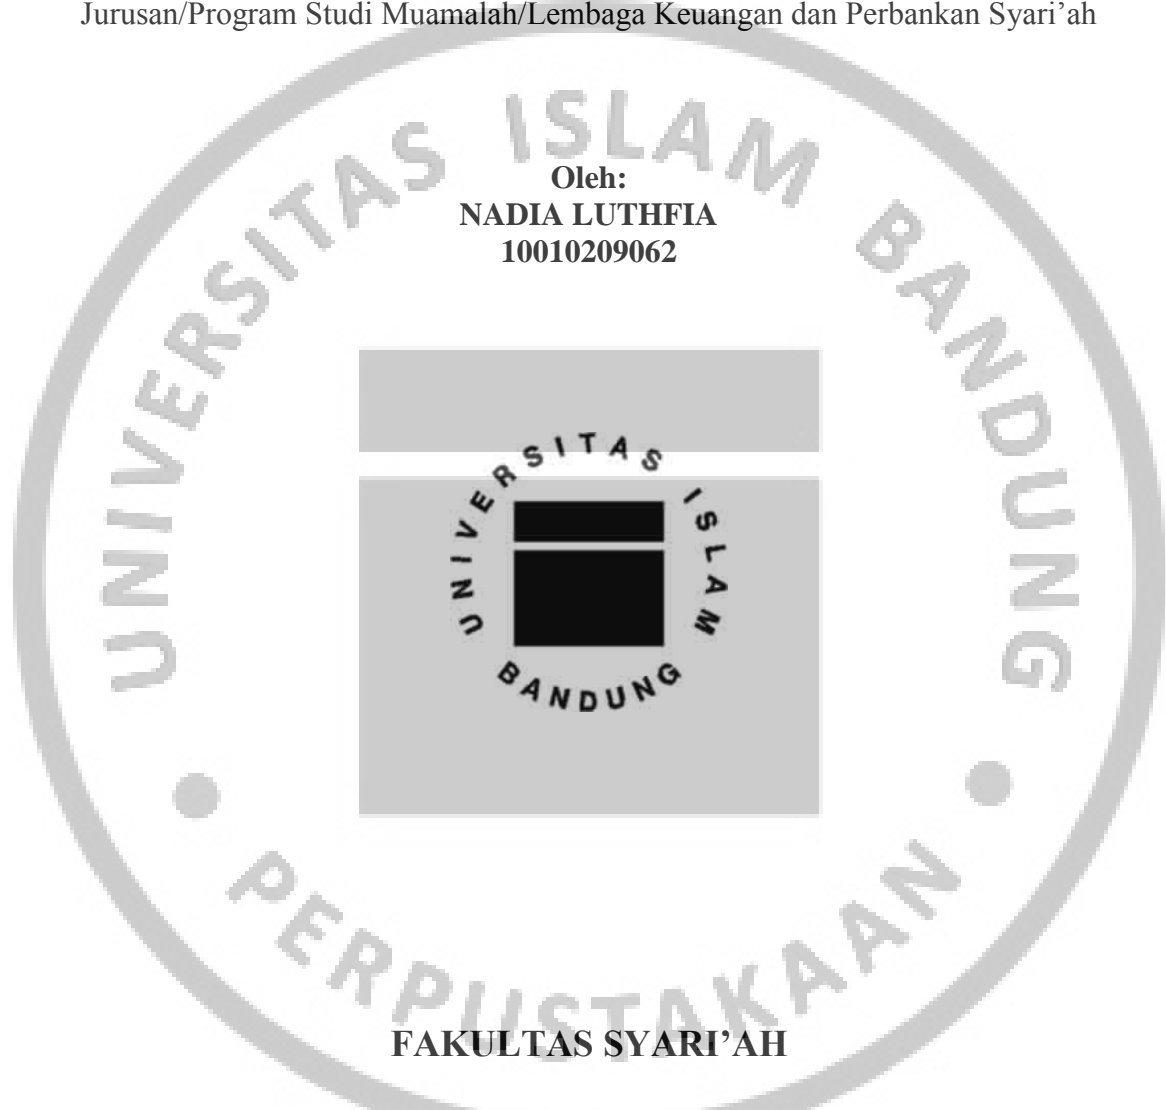 Jurusan/Program Studi Muamalah/Lembaga Keuangan dan Perbankan Syari’ah
UNIVERSITAS ISLAM BANDUNG
Oleh:
NADIA LUTHFIA
10010209062
UNIVERSITAS ISLAM
BANDUNG
PERPUSTAKAAN
FAKULTAS SYARI’AH